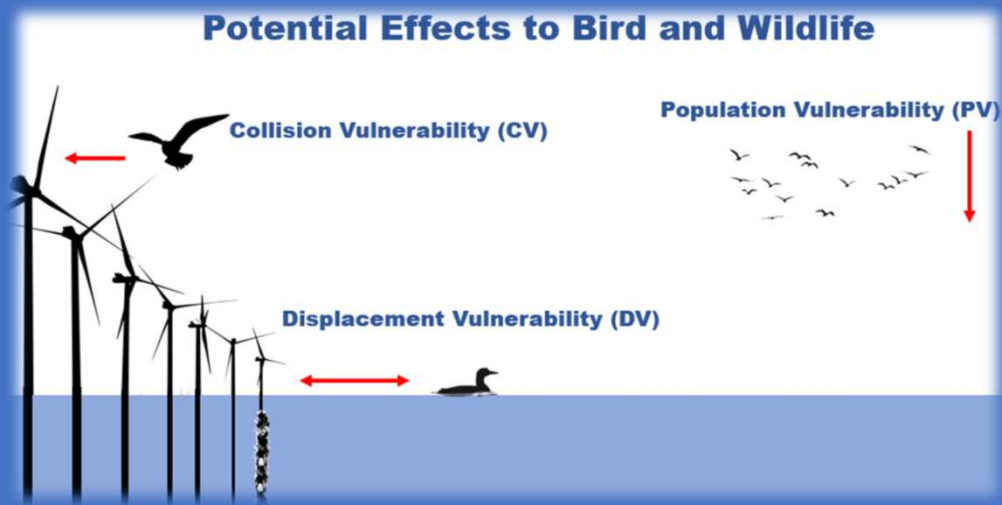 Potential Effects to Bird and Wildlife
Collision Vulnerability (CV)
Population Vulnerability (PV)
Displacement Vulnerability (DV)